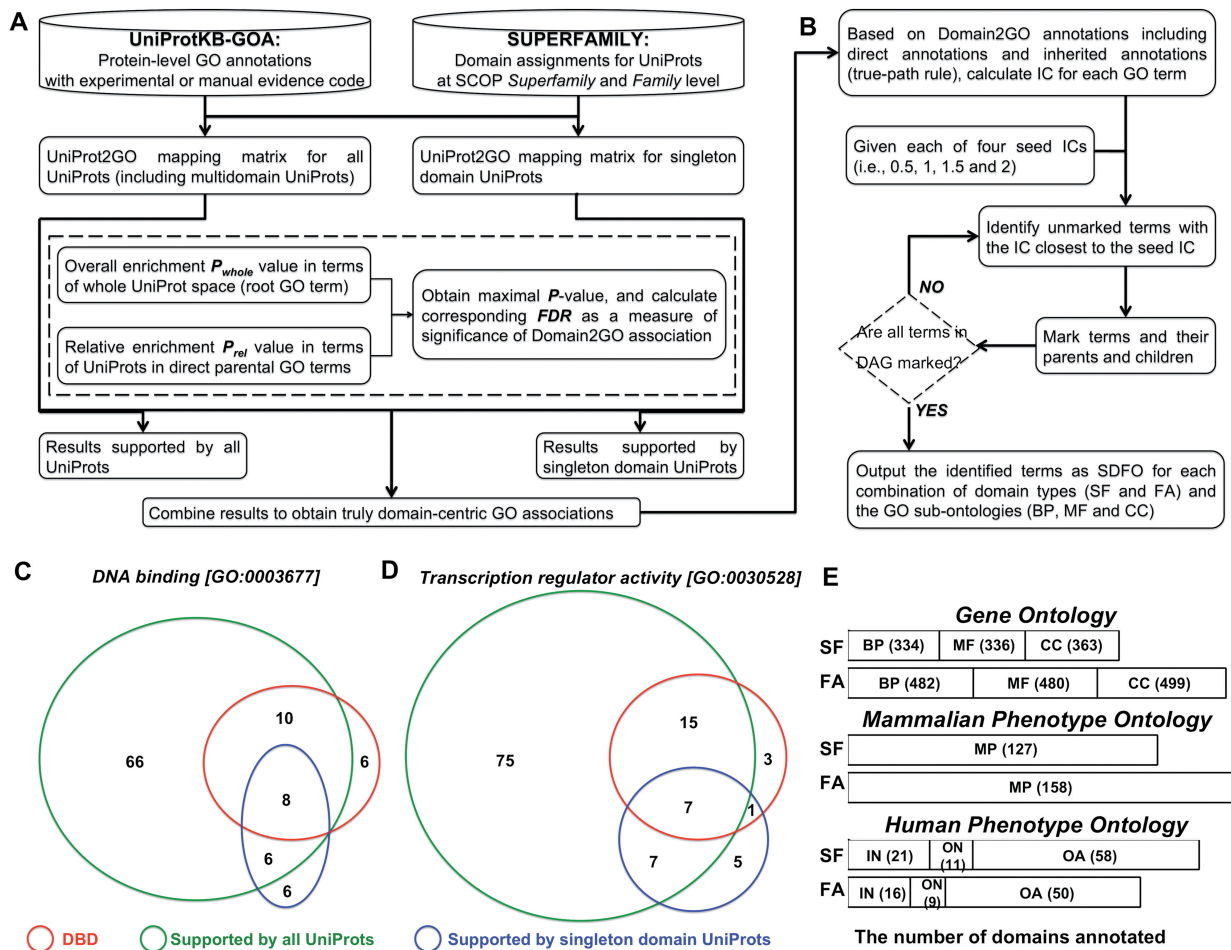 A
UniProtKB-GOA:
Protein-level GO annotations
with experimental or manual evidence code
SUPERFAMILY:
Domain assignments for UniProts
at SCOP Superfamily and Family level
UniProt2GO mapping matrix for all
UniProts (including multidomain UniProts)
UniProt2GO mapping matrix for singleton
domain UniProts
Overall enrichment Pwhole value in terms
of whole UniProt space (root GO term)
Relative enrichment Prel value in terms
of UniProts in direct parental GO terms
Obtain maximal P-value, and calculate
corresponding FDR as a measure of
significance of Domain2GO association
Results supported by all
UniProts
Results supported by
singleton domain UniProts
Combine results to obtain truly domain-centric GO associations
B
Based on Domain2GO annotations including
direct annotations and inherited annotations
(true-path rule), calculate IC for each GO term
Given each of four seed ICs
(i.e., 0.5, 1, 1.5 and 2)
Identify unmarked terms with
the IC closest to the seed IC
NO
Are all terms in
DAG marked?
Mark terms and their
parents and children
YES
Output the identified terms as SDFO for each
combination of domain types (SF and FA) and
the GO sub-ontologies (BP, MF and CC)
C
DNA binding [GO:0003677]
10
66
6
8
6
6
D
Transcription regulator activity [GO:0030528]
15
75
3
7
1
7
5
DBD
Supported by all UniProts
Supported by singleton domain UniProts
E
Gene Ontology
SF BP (334) MF (336) CC (363)
FA BP (482) MF (480) CC (499)
Mammalian Phenotype Ontology
SF MP (127)
FA MP (158)
Human Phenotype Ontology
SF IN (21) ON (11) OA (58)
FA IN (16) ON (9) OA (50)
The number of domains annotated